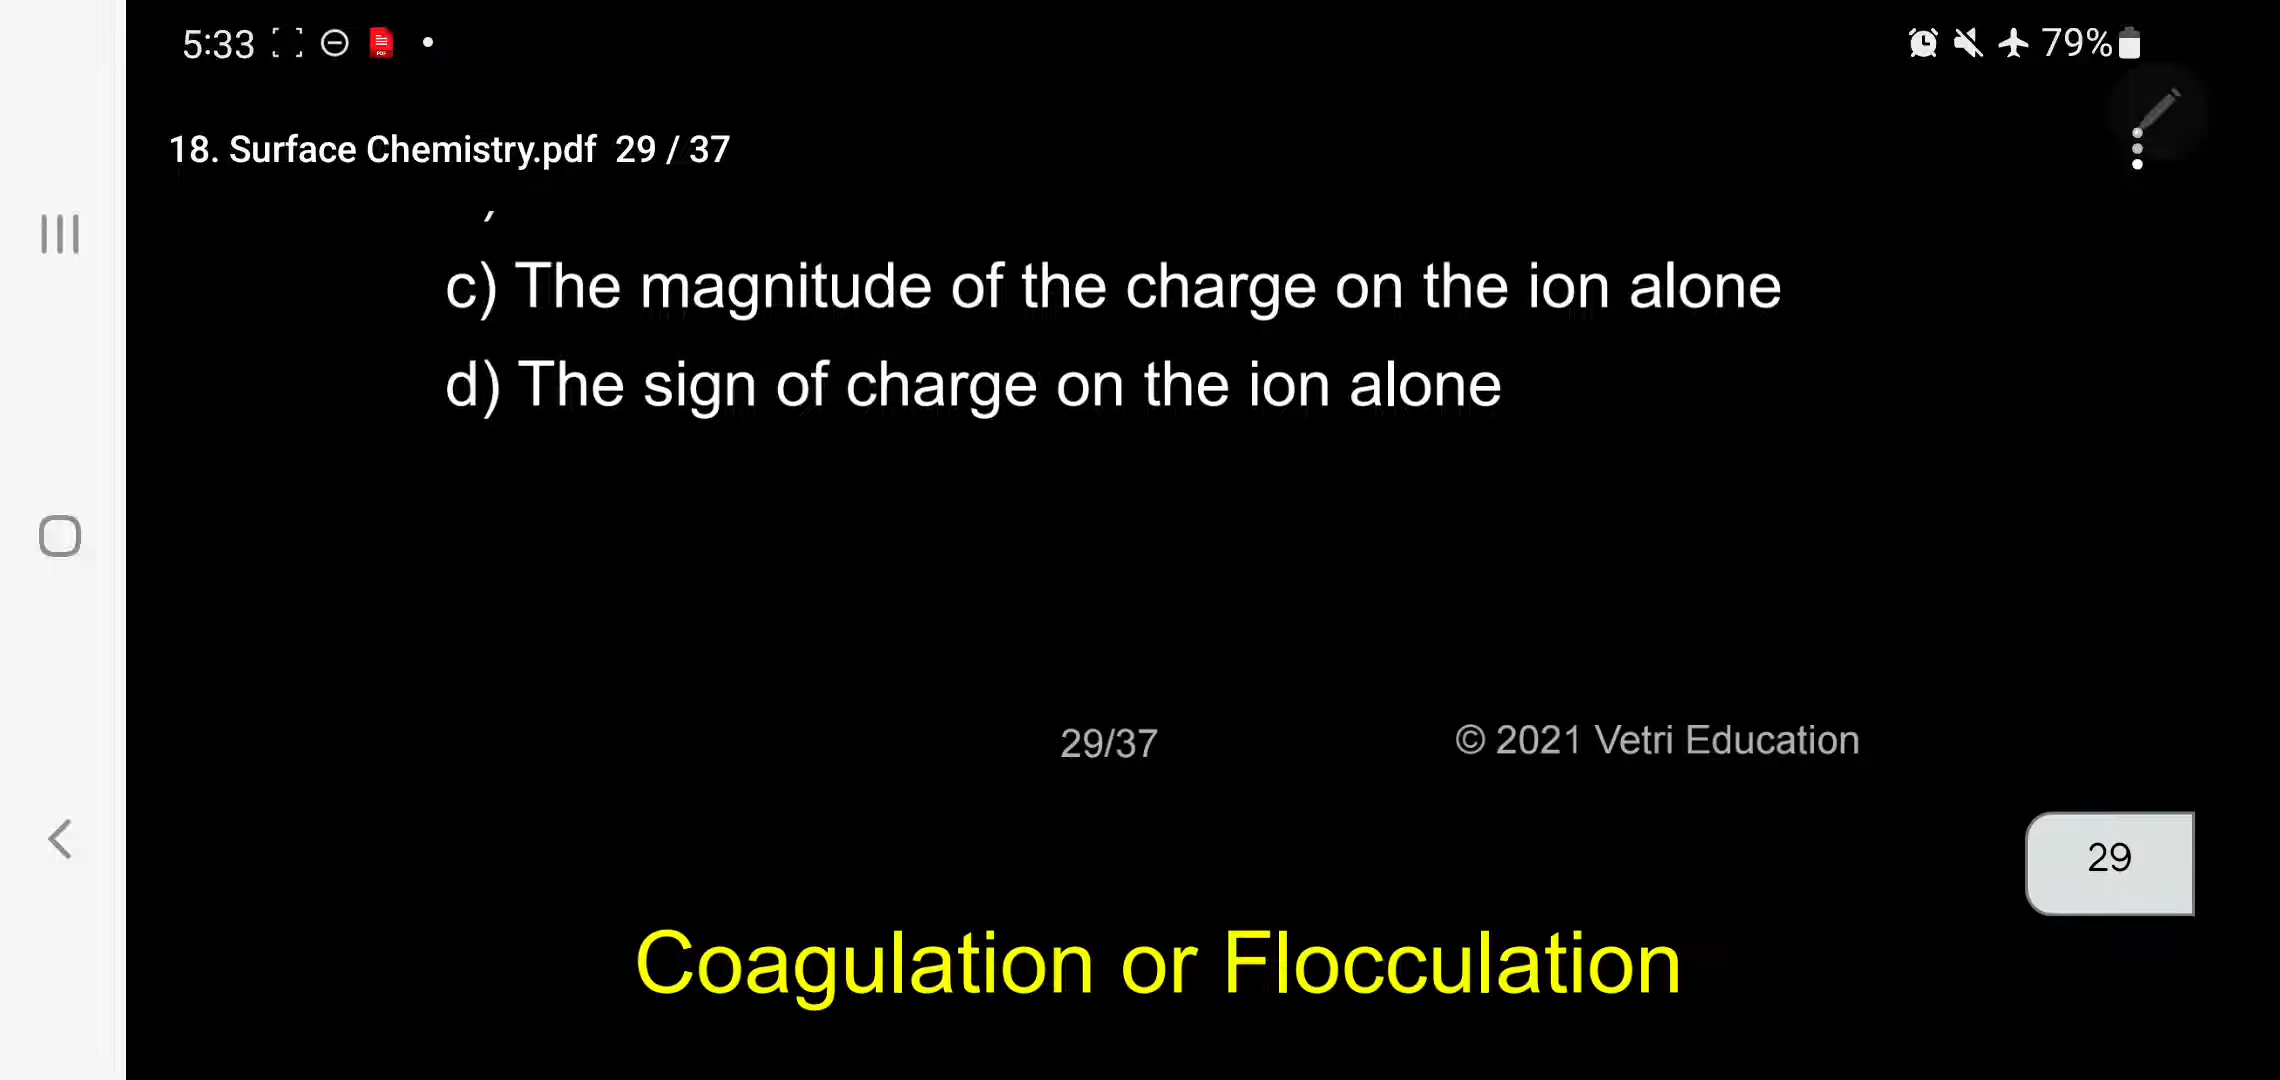 5:33 79%
18. Surface Chemistry.pdf 29 / 37
c) The magnitude of the charge on the ion alone
d) The sign of charge on the ion alone
29/37 © 2021 Vetri Education
29
Coagulation or Flocculation